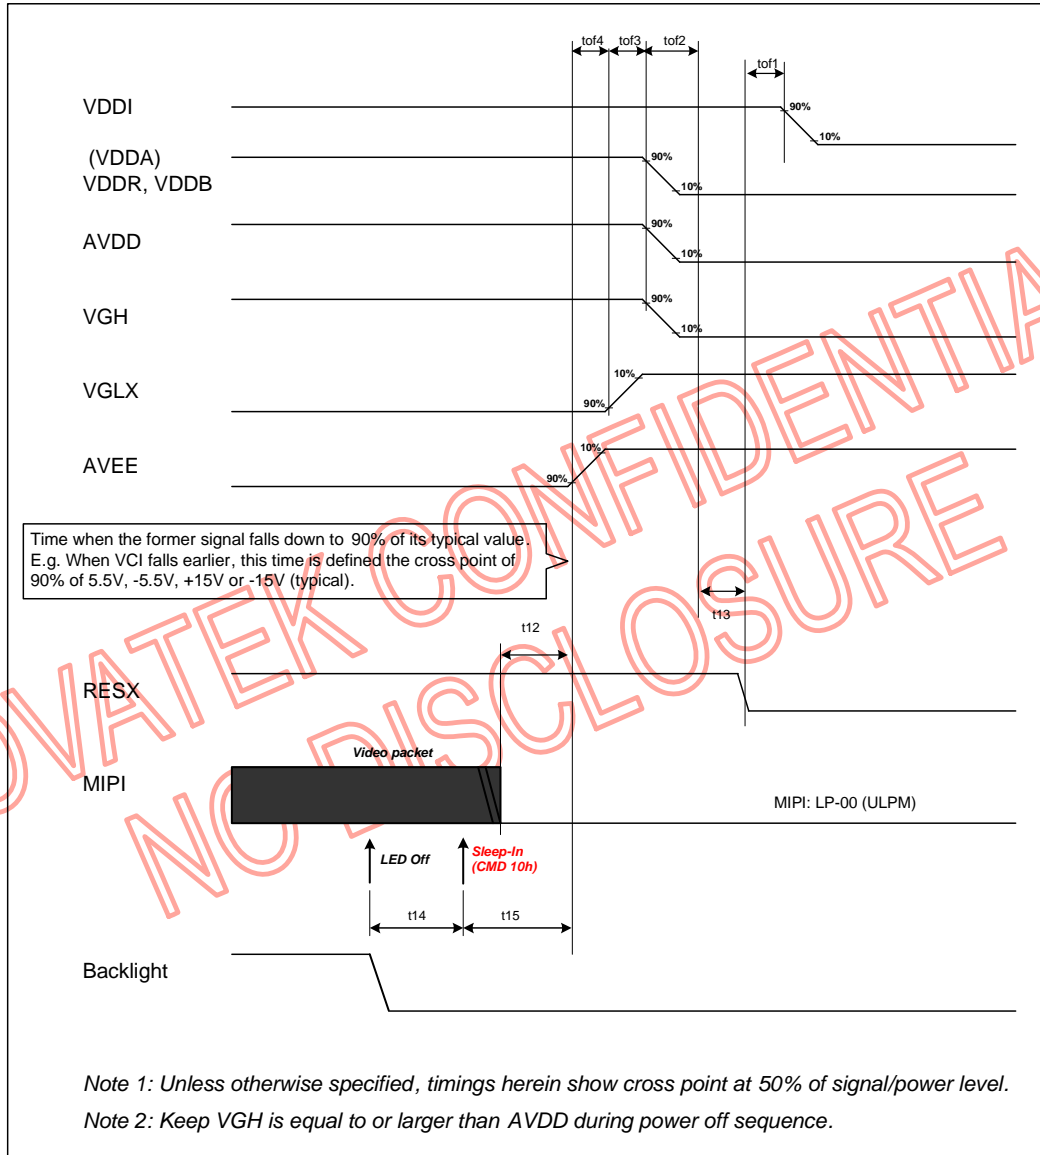 tof4 tof3 tof2
tof1
VDDI
90%
10%
(VDDA)
VDDR, VDDB
90%
10%
AVDD
90%
10%
VGH
90%
10%
VGLX
10%
90%
AVEE
10%
90%
Time when the former signal falls down to 90% of its typical value.
E.g. When VCI falls earlier, this time is defined the cross point of
90% of 5.5V, -5.5V, +15V or -15V (typical).
t13
t12
RESX
Video packet
MIPI
MIPI: LP-00 (ULPM)
LED Off
Sleep-In
(CMD 10h)
t14 t15
Backlight
Note 1: Unless otherwise specified, timings herein show cross point at 50% of signal/power level.
Note 2: Keep VGH is equal to or larger than AVDD during power off sequence.
OVATEK CONFIDENTIA
NO DISCLOSURE